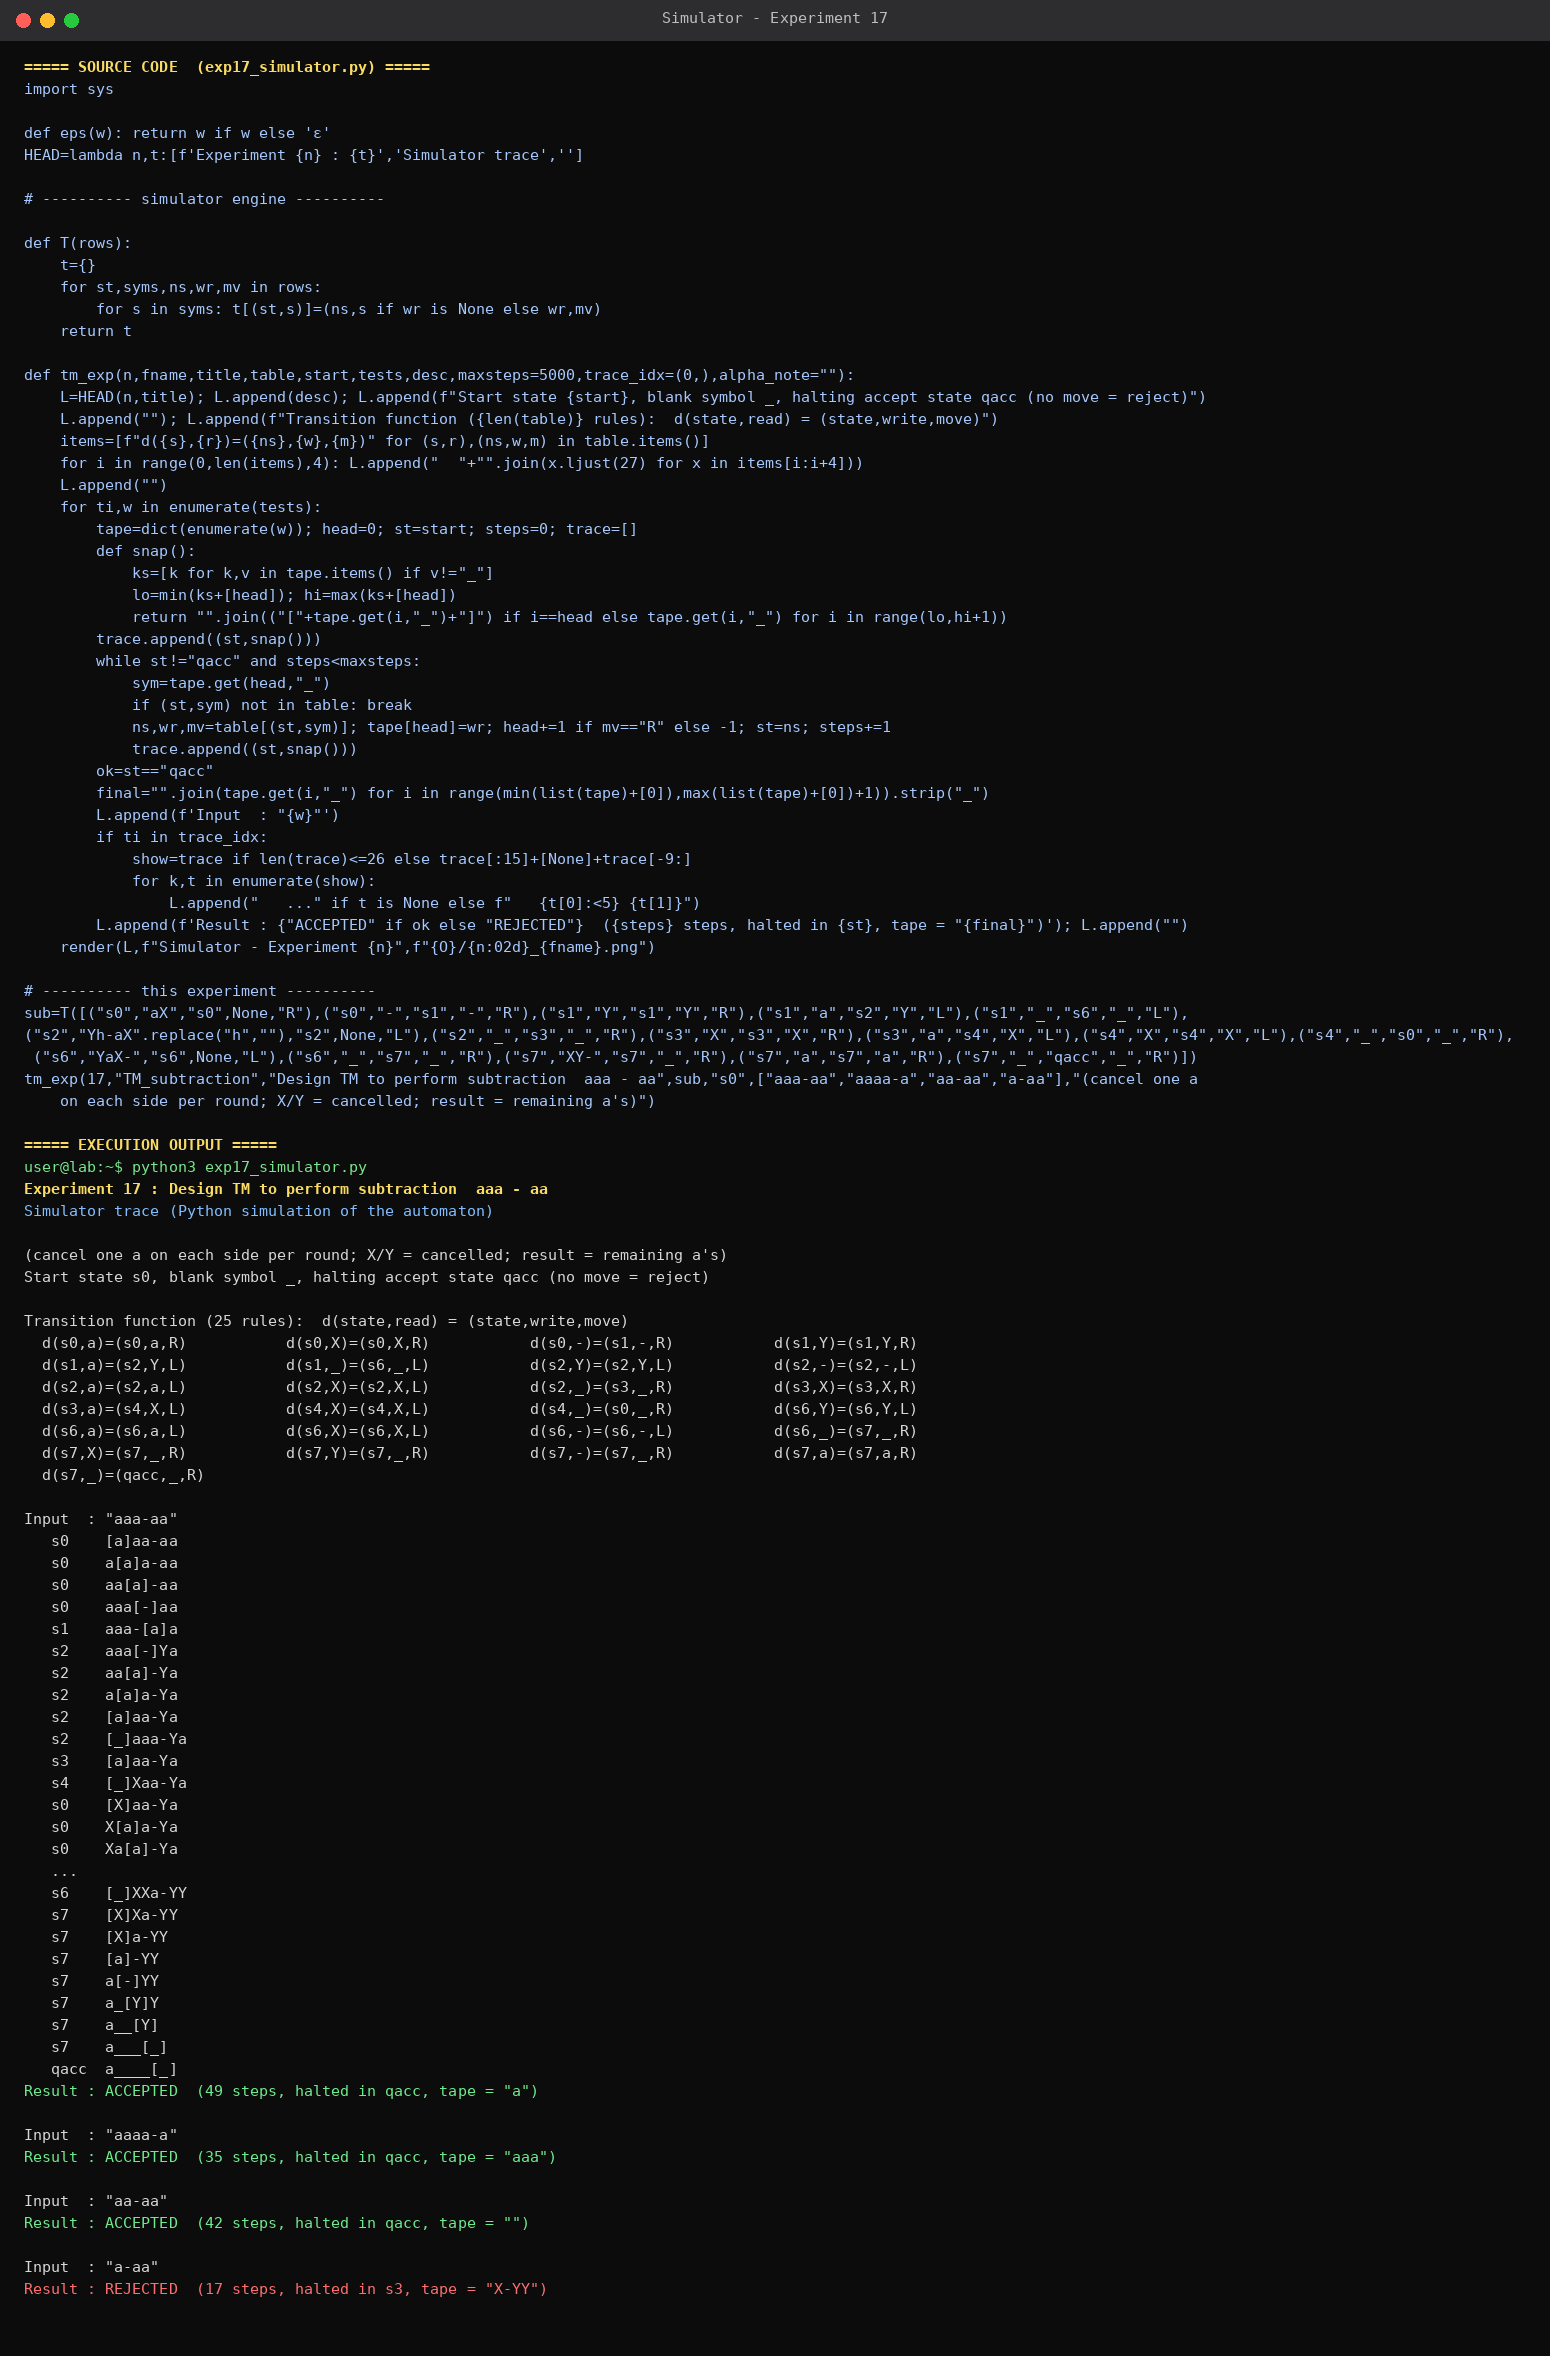 Simulator - Experiment 17
===== SOURCE CODE  (exp17_simulator.py) =====
import sys

def eps(w): return w if w else 'ε'
HEAD=lambda n,t:[f'Experiment {n} : {t}','Simulator trace','']

# ---------- simulator engine ----------

def T(rows):
    t={}
    for st,syms,ns,wr,mv in rows:
        for s in syms: t[(st,s)]=(ns,s if wr is None else wr,mv)
    return t

def tm_exp(n,fname,title,table,start,tests,desc,maxsteps=5000,trace_idx=(0,),alpha_note=""):
    L=HEAD(n,title); L.append(desc); L.append(f"Start state {start}, blank symbol _, halting accept state qacc (no move = reject)")
    L.append(""); L.append(f"Transition function ({len(table)} rules):  d(state,read) = (state,write,move)")
    items=[f"d({s},{r})=({ns},{w},{m})" for (s,r),(ns,w,m) in table.items()]
    for i in range(0,len(items),4): L.append("  "+"".join(x.ljust(27) for x in items[i:i+4]))
    L.append("")
    for ti,w in enumerate(tests):
        tape=dict(enumerate(w)); head=0; st=start; steps=0; trace=[]
        def snap():
            ks=[k for k,v in tape.items() if v!="_"]
            lo=min(ks+[head]); hi=max(ks+[head])
            return "".join(("["+tape.get(i,"_")+"]") if i==head else tape.get(i,"_") for i in range(lo,hi+1))
        trace.append((st,snap()))
        while st!="qacc" and steps<maxsteps:
            sym=tape.get(head,"_")
            if (st,sym) not in table: break
            ns,wr,mv=table[(st,sym)]; tape[head]=wr; head+=1 if mv=="R" else -1; st=ns; steps+=1
            trace.append((st,snap()))
        ok=st=="qacc"
        final="".join(tape.get(i,"_") for i in range(min(list(tape)+[0]),max(list(tape)+[0])+1)).strip("_")
        L.append(f'Input  : "{w}"')
        if ti in trace_idx:
            show=trace if len(trace)<=26 else trace[:15]+[None]+trace[-9:]
            for k,t in enumerate(show):
                L.append("   ..." if t is None else f"   {t[0]:<5} {t[1]}")
        L.append(f'Result : {"ACCEPTED" if ok else "REJECTED"}  ({steps} steps, halted in {st}, tape = "{final}")'); L.append("")
    render(L,f"Simulator - Experiment {n}",f"{O}/{n:02d}_{fname}.png")

# ---------- this experiment ----------
sub=T([("s0","aX","s0",None,"R"),("s0","-","s1","-","R"),("s1","Y","s1","Y","R"),("s1","a","s2","Y","L"),("s1","_","s6","_","L"),
("s2","Yh-aX".replace("h",""),"s2",None,"L"),("s2","_","s3","_","R"),("s3","X","s3","X","R"),("s3","a","s4","X","L"),("s4","X","s4","X","L"),("s4","_","s0","_","R"),
 ("s6","YaX-","s6",None,"L"),("s6","_","s7","_","R"),("s7","XY-","s7","_","R"),("s7","a","s7","a","R"),("s7","_","qacc","_","R")])
tm_exp(17,"TM_subtraction","Design TM to perform subtraction  aaa - aa",sub,"s0",["aaa-aa","aaaa-a","aa-aa","a-aa"],"(cancel one a
    on each side per round; X/Y = cancelled; result = remaining a's)")

===== EXECUTION OUTPUT =====
user@lab:~$ python3 exp17_simulator.py
Experiment 17 : Design TM to perform subtraction  aaa - aa
Simulator trace (Python simulation of the automaton)

(cancel one a on each side per round; X/Y = cancelled; result = remaining a's)
Start state s0, blank symbol _, halting accept state qacc (no move = reject)

Transition function (25 rules):  d(state,read) = (state,write,move)
  d(s0,a)=(s0,a,R)           d(s0,X)=(s0,X,R)           d(s0,-)=(s1,-,R)           d(s1,Y)=(s1,Y,R)
  d(s1,a)=(s2,Y,L)           d(s1,_)=(s6,_,L)           d(s2,Y)=(s2,Y,L)           d(s2,-)=(s2,-,L)
  d(s2,a)=(s2,a,L)           d(s2,X)=(s2,X,L)           d(s2,_)=(s3,_,R)           d(s3,X)=(s3,X,R)
  d(s3,a)=(s4,X,L)           d(s4,X)=(s4,X,L)           d(s4,_)=(s0,_,R)           d(s6,Y)=(s6,Y,L)
  d(s6,a)=(s6,a,L)           d(s6,X)=(s6,X,L)           d(s6,-)=(s6,-,L)           d(s6,_)=(s7,_,R)
  d(s7,X)=(s7,_,R)           d(s7,Y)=(s7,_,R)           d(s7,-)=(s7,_,R)           d(s7,a)=(s7,a,R)
  d(s7,_)=(qacc,_,R)

Input  : "aaa-aa"
   s0    [a]aa-aa
   s0    a[a]a-aa
   s0    aa[a]-aa
   s0    aaa[-]aa
   s1    aaa-[a]a
   s2    aaa[-]Ya
   s2    aa[a]-Ya
   s2    a[a]a-Ya
   s2    [a]aa-Ya
   s2    [_]aaa-Ya
   s3    [a]aa-Ya
   s4    [_]Xaa-Ya
   s0    [X]aa-Ya
   s0    X[a]a-Ya
   s0    Xa[a]-Ya
   ...
   s6    [_]XXa-YY
   s7    [X]Xa-YY
   s7    [X]a-YY
   s7    [a]-YY
   s7    a[-]YY
   s7    a_[Y]Y
   s7    a__[Y]
   s7    a___[_]
   qacc  a____[_]
Result : ACCEPTED  (49 steps, halted in qacc, tape = "a")

Input  : "aaaa-a"
Result : ACCEPTED  (35 steps, halted in qacc, tape = "aaa")

Input  : "aa-aa"
Result : ACCEPTED  (42 steps, halted in qacc, tape = "")

Input  : "a-aa"
Result : REJECTED  (17 steps, halted in s3, tape = "X-YY")